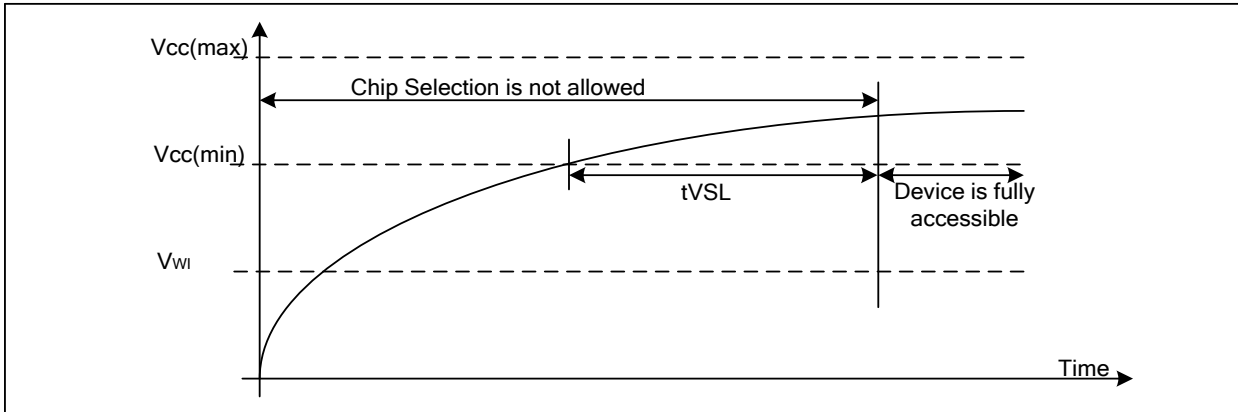 Vcc(max)
Chip Selection is not allowed
Vcc(min)
tVSL
Device is fully
accessible
VWI
Time